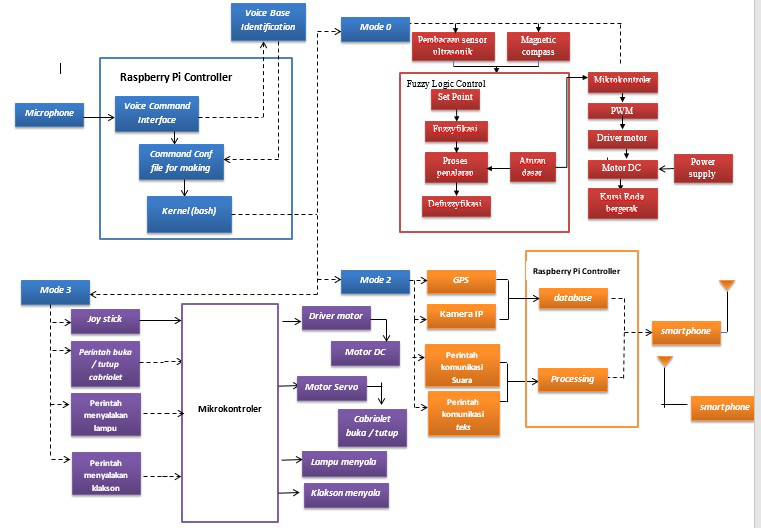 Voice Base
Identification
Mode 0
Pembacaan sensor
ultrasonik
Magnetic
compass
Raspberry Pi Controller
Microphone
Voice Command
Interface
Command Conf
file for making
Kernel (bash)
Fuzzy Logic Control
Set Point
Fuzzyfikasi
Proses
penalaran
Aturan
dasar
Defuzzyfikasi
Mikrokontroler
PWM
Driver motor
Motor DC
Power
supply
Kursi Roda
bergerak
Mode 3
Joy stick
Perintah buka
/ tutup
cabriolet
Perintah
menyalakan
lampu
Perintah
menyalakan
klakson
Mikrokontroler
Driver motor
Motor DC
Motor Servo
Cabriolet
buka / tutup
Lampu menyala
Klakson menyala
Mode 2
GPS
Kamera IP
Perintah
komunikasi
Suara
Perintah
komunikasi
teks
Raspberry Pi Controller
database
Processing
smartphone
smartphone